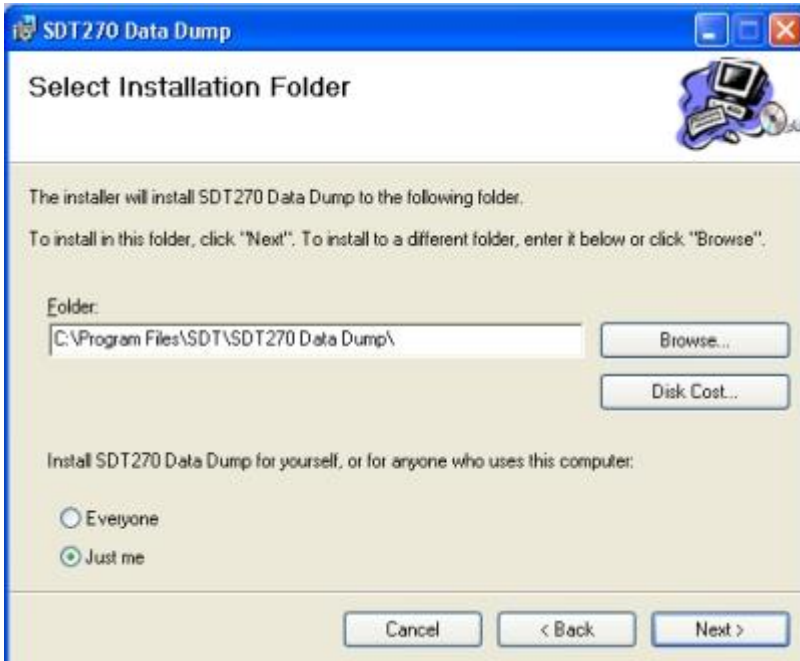 SDT270 Data Dump
Select Installation Folder
The installer will install SDT270 Data Dump to the following folder.
To install in this folder, click "Next". To install to a different folder, enter it below or click "Browse".
Folder:
C:\Program Files\SDT\SDT270 Data Dump\
Browse...
Disk Cost...
Install SDT270 Data Dump for yourself, or for anyone who uses this computer:
Everyone
Just me
Cancel
< Back
Next >